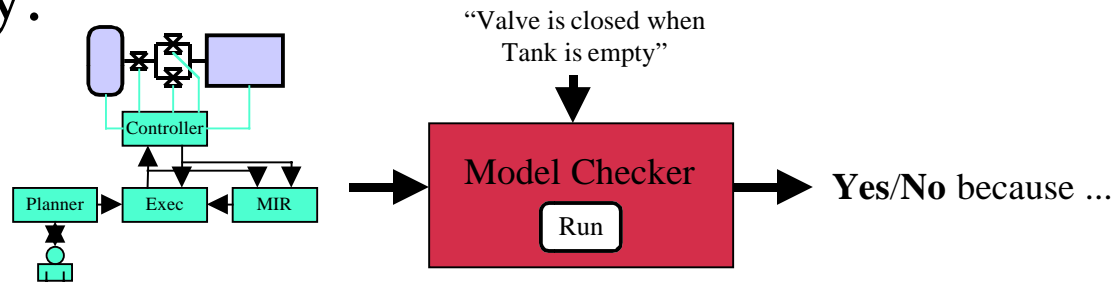 y.
“Valve is closed when
Tank is empty”
Controller
Model Checker
Planner
Exec
MIR
Yes/No because ...
Run